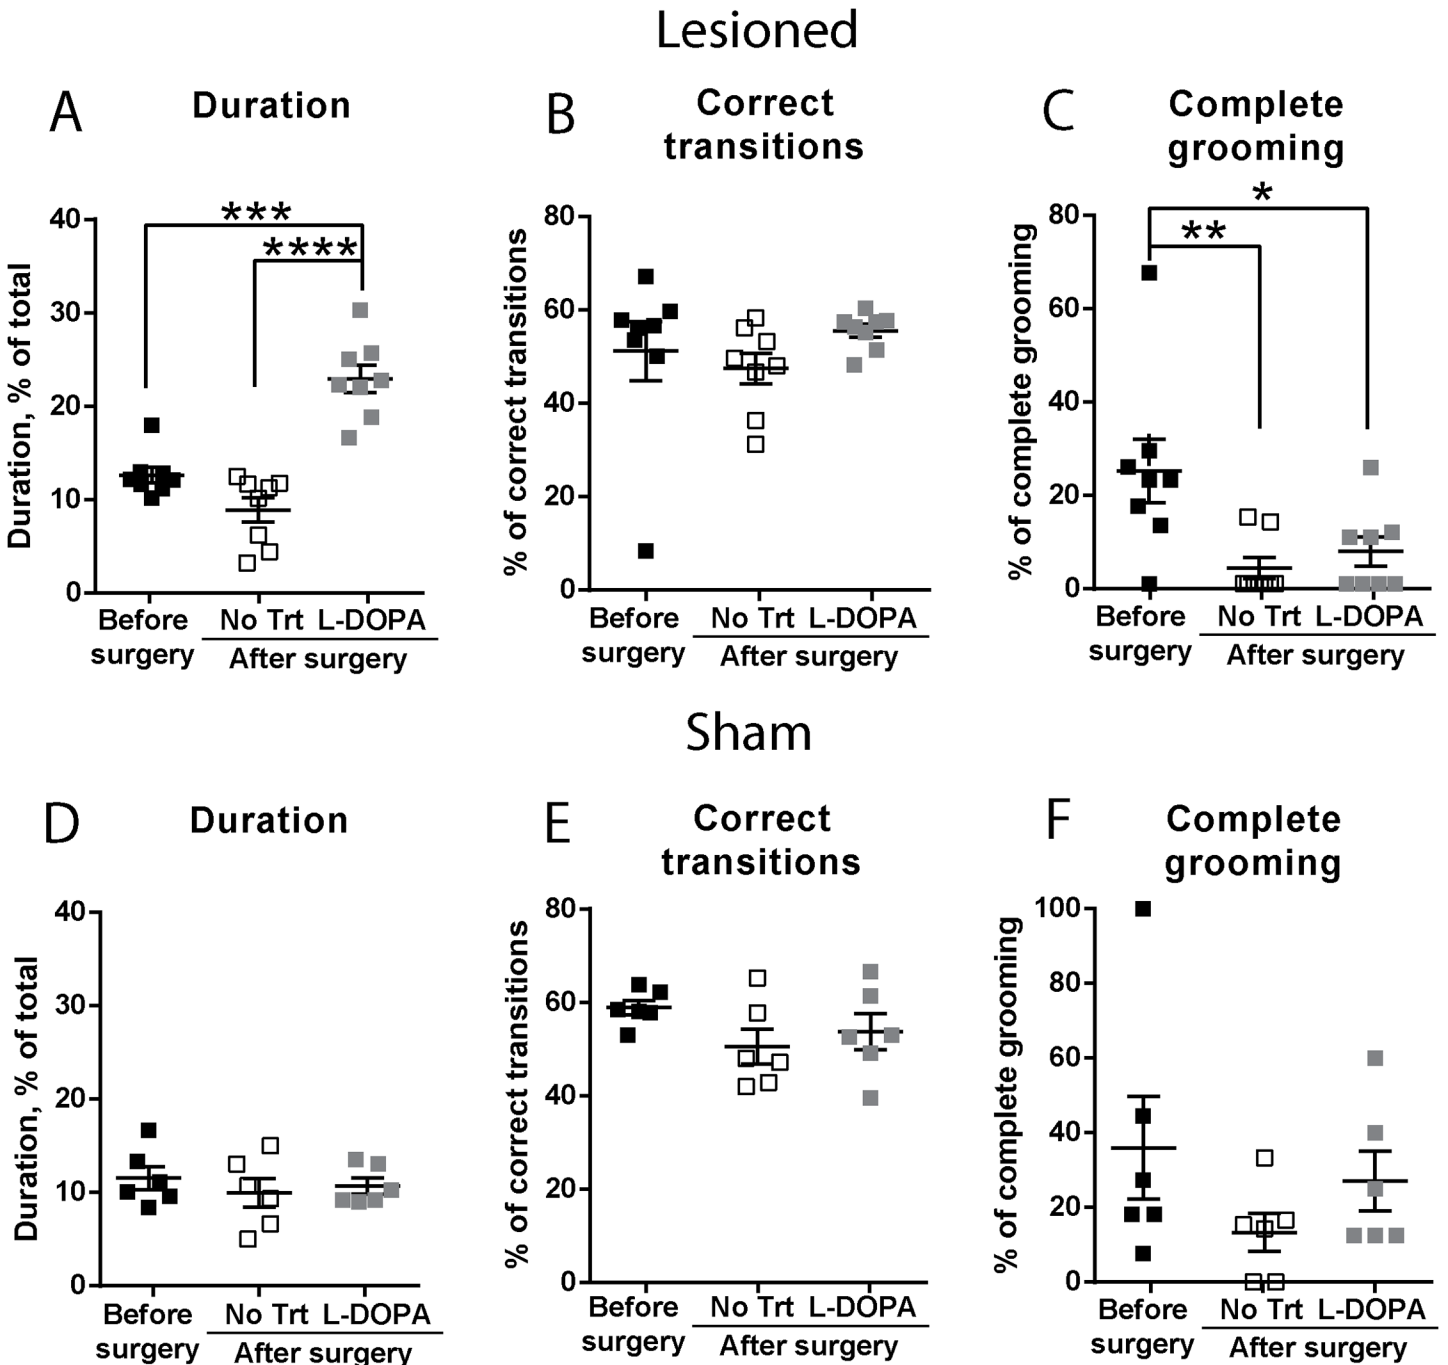 Lesioned
A Duration
B Correct
transitions
C Complete
grooming
Duration, % of total
40
30
20
10
0
***
****
Before
surgery
No Trt L-DOPA
After surgery
% of correct transitions
80
60
40
20
0
Before
surgery
No Trt L-DOPA
After surgery
% of complete grooming
80
60
40
20
0
*
**
Before
surgery
No Trt L-DOPA
After surgery
Sham
D Duration
E Correct
transitions
F Complete
grooming
Duration, % of total
40
30
20
10
0
Before
surgery
No Trt L-DOPA
After surgery
% of correct transitions
80
60
40
20
0
Before
surgery
No Trt L-DOPA
After surgery
% of complete grooming
100
80
60
40
20
0
Before
surgery
No Trt L-DOPA
After surgery